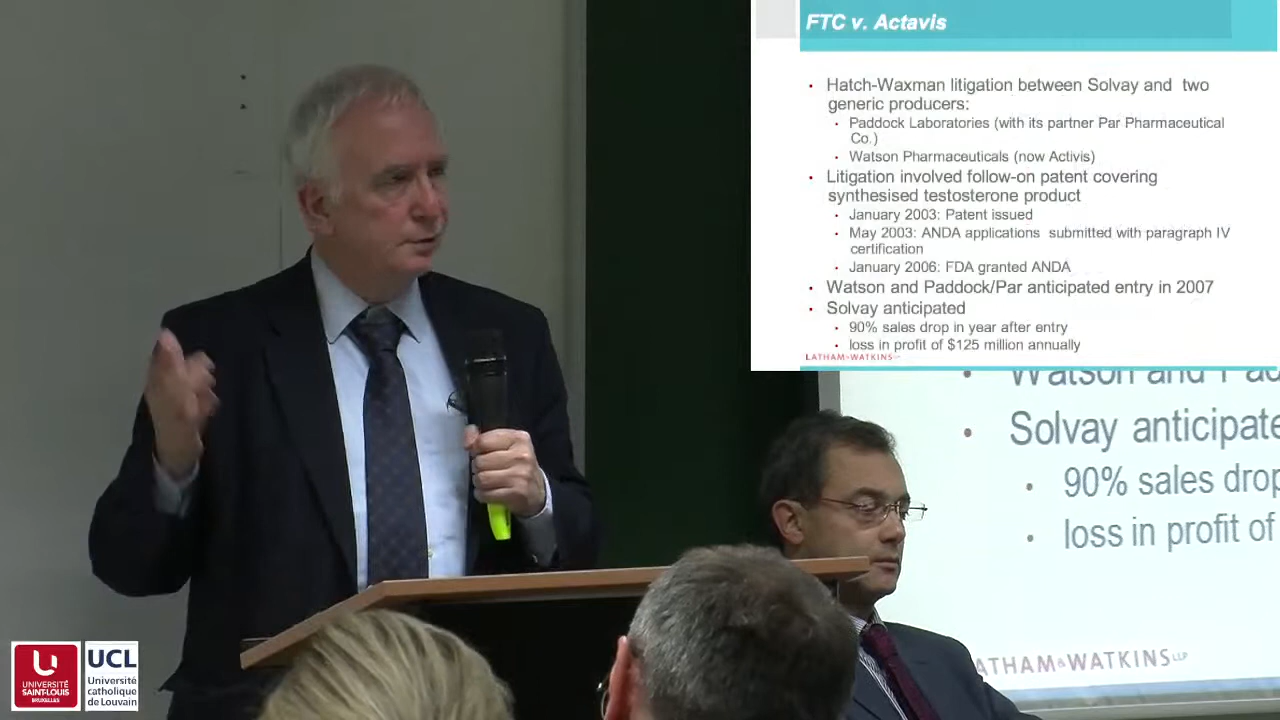 FTC v. Actavis
• Hatch-Waxman litigation between Solvay and two
generic producers:
• Paddock Laboratories (with its partner Par Pharmaceutical
Co.)
• Watson Pharmaceuticals (now Activis)
• Litigation involved follow-on patent covering
synthesised testosterone product
• January 2003: Patent issued
• May 2003: ANDA applications submitted with paragraph IV
certification
• January 2006: FDA granted ANDA
• Watson and Paddock/Par anticipated entry in 2007
• Solvay anticipated
• 90% sales drop in year after entry
• loss in profit of $125 million annually
LATHAM&WATKINS LLP
• Watson and Pad
• Solvay anticipate
• 90% sales drop
• loss in profit of
ATHAM&WATKINS LLP
UNIVERSITÉ
SAINT-LOUIS
BRUXELLES
UCL
Université
catholique
de Louvain